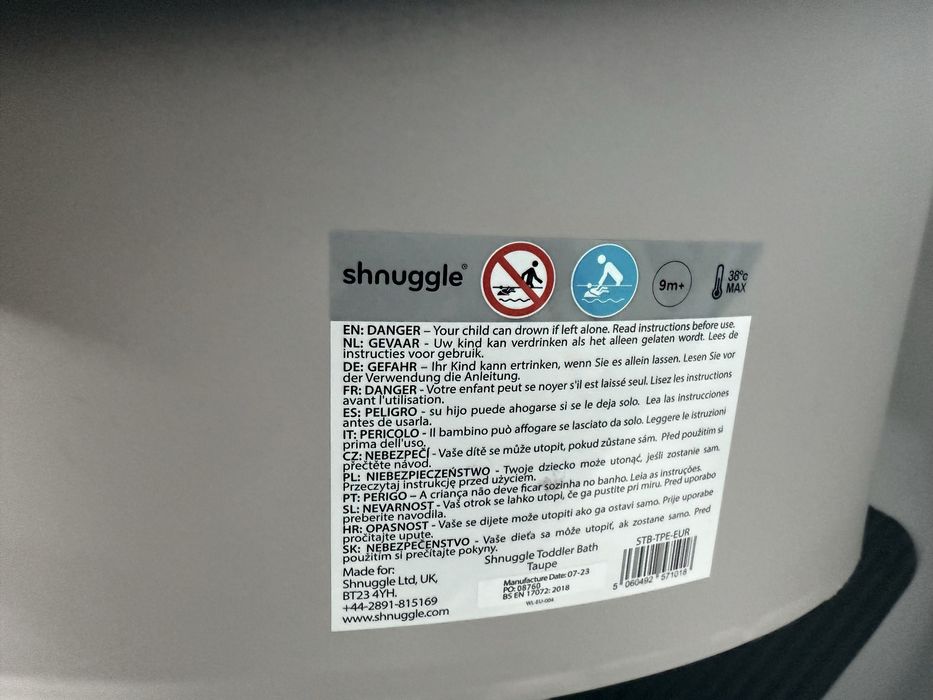 shnuggle®
9m+
38°c
MAX
EN: DANGER – Your child can drown if left alone. Read instructions before use.
NL: GEVAAR - Uw kind kan verdrinken als het alleen gelaten wordt. Lees de
instructies voor gebruik.
DE: GEFAHR – Ihr Kind kann ertrinken, wenn Sie es allein lassen. Lesen Sie vor
der Verwendung die Anleitung.
FR: DANGER - Votre enfant peut se noyer s'il est laissé seul. Lisez les instructions
avant l'utilisation.
ES: PELIGRO - su hijo puede ahogarse si se le deja solo. Lea las instrucciones
antes de usarla.
IT: PERICOLO - Il bambino può affogare se lasciato da solo. Leggere le istruzioni
prima dell'uso.
CZ: NEBEZPEČÍ - Vaše dítě se může utopit, pokud zůstane sám. Před použitím si
přečtěte návod.
PL: NIEBEZPIECZEŃSTWO - Twoje dziecko może utonąć, jeśli zostanie sam.
Przeczytaj instrukcję przed użyciem.
PT: PERIGO – A criança não deve ficar sozinha no banho. Leia as instruções.
SL: NEVARNOST - Vaš otrok se lahko utopi, če ga pustite pri miru. Pred uporabo
preberite navodila.
HR: OPASNOST - Vaše se dijete može utopiti ako ga ostavi samo. Prije uporabe
pročitajte upute.
SK: NEBEZPEČENSTVO - Vaše dieťa sa môže utopiť, ak zostane samo. Pred
použitím si prečítajte pokyny.
Made for:
Shnuggle Ltd, UK,
BT23 4YH.
+44-2891-815169
www.shnuggle.com
Shnuggle Toddler Bath
Taupe
Manufacture Date: 07-23
PO: 08760
BS EN 17072: 2018
WL-EU-004
STB-TPE-EUR
5 060492 571018